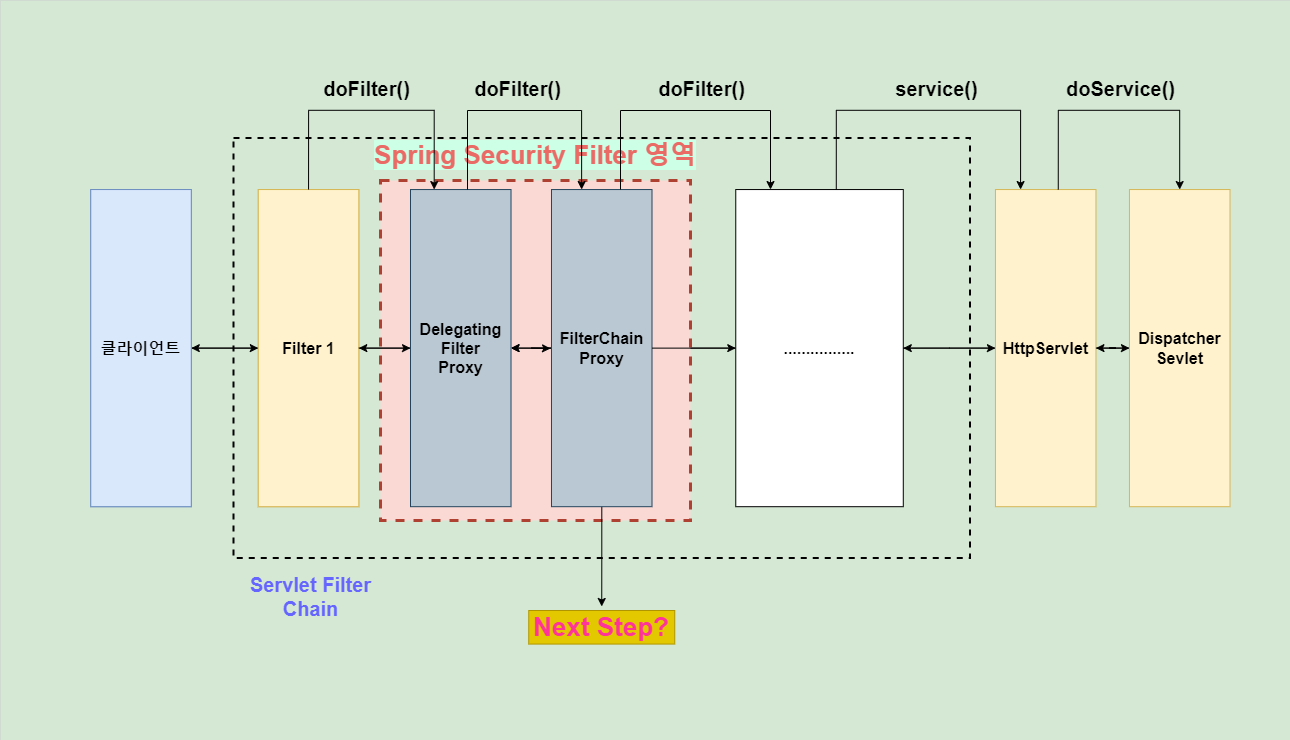 doFilter()
doFilter()
doFilter()
service()
doService()
Spring Security Filter 영역
클라이언트
Filter 1
Delegating
Filter
Proxy
FilterChain
Proxy
................
HttpServlet
Dispatcher
Sevlet
Servlet Filter
Chain
Next Step?